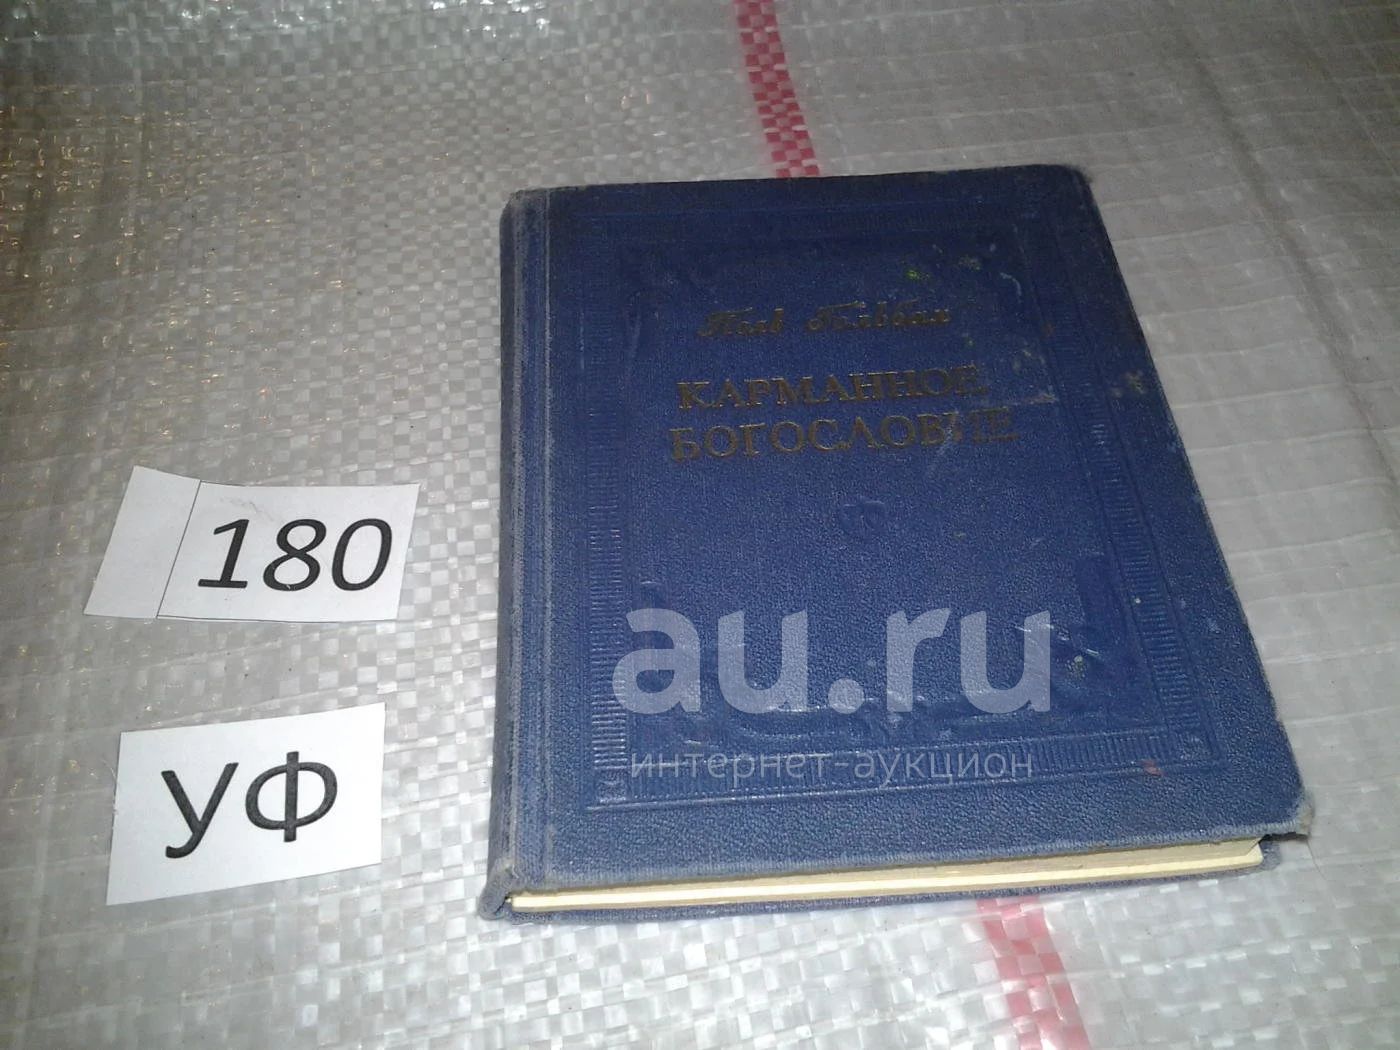 Поль Гольбах
КАРМАННОЕ
БОГОСЛОВИЕ
180
УФ
au.ru
интернет-аукцион